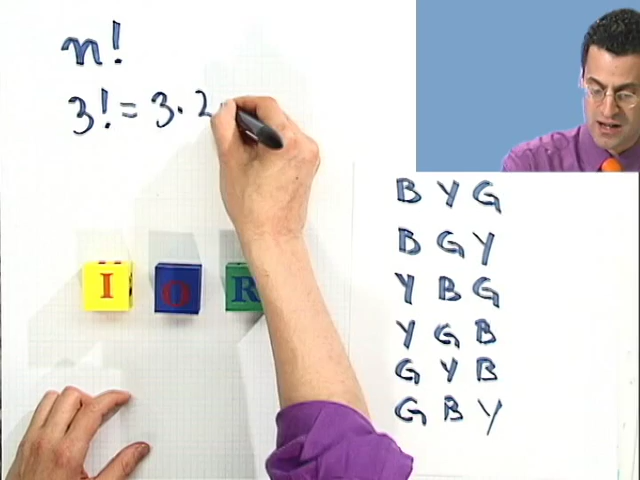 n!
3! = 3 · 2
I O R
B Y G
B G Y
Y B G
Y G B
G Y B
G B Y